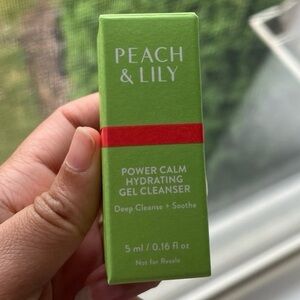 PEACH
& LILY
POWER CALM
HYDRATING
GEL CLEANSER
Deep Cleanse + Soothe
5 ml / 0.16 fl oz
Not for Resale